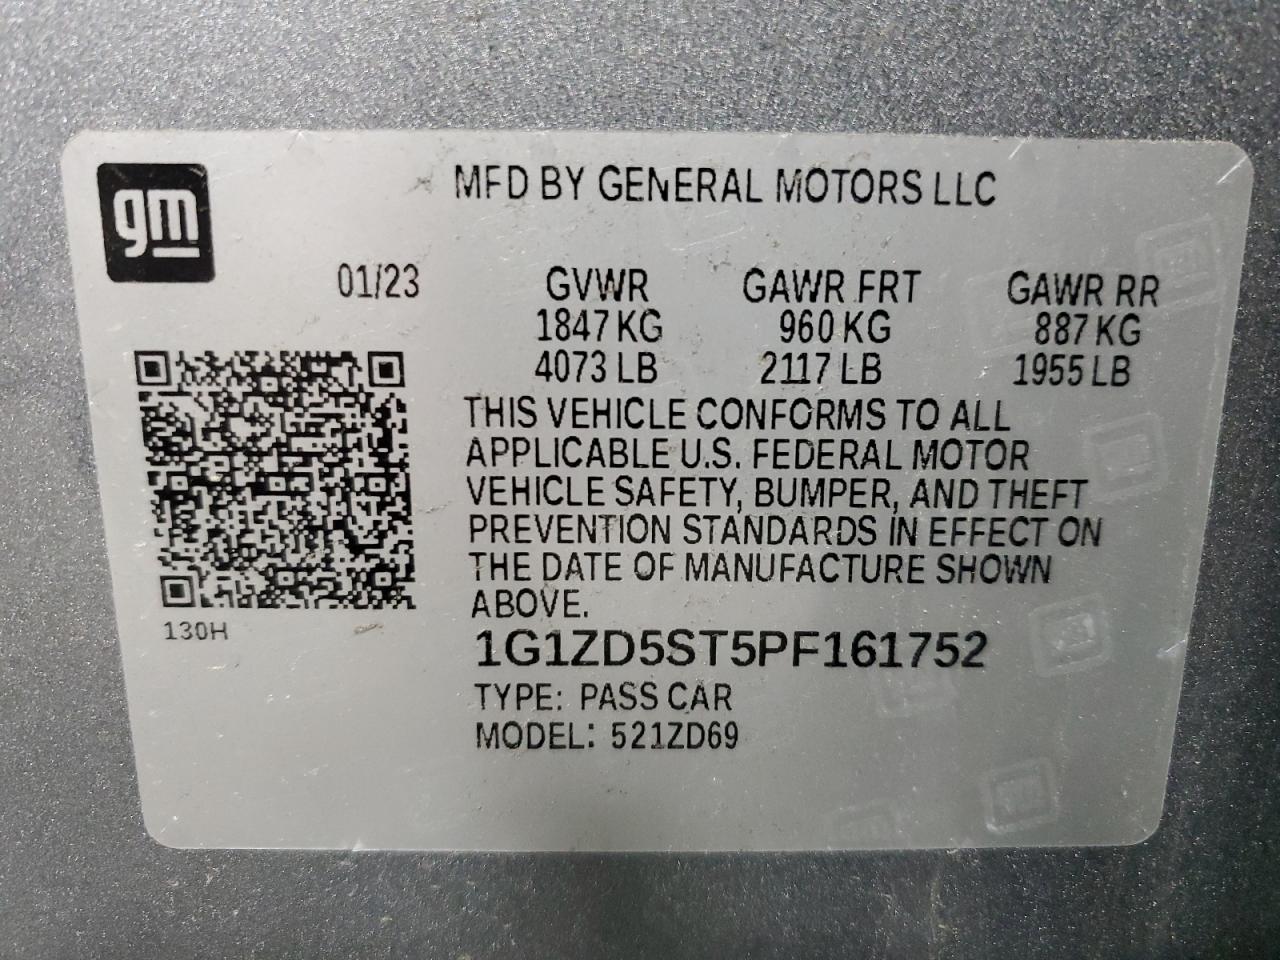 gm
MFD BY GENERAL MOTORS LLC
01/23
GVWR GAWR FRT GAWR RR
1847 KG 960 KG 887 KG
4073 LB 2117 LB 1955 LB
THIS VEHICLE CONFORMS TO ALL
APPLICABLE U.S. FEDERAL MOTOR
VEHICLE SAFETY, BUMPER, AND THEFT
PREVENTION STANDARDS IN EFFECT ON
THE DATE OF MANUFACTURE SHOWN
ABOVE.
130H
1G1ZD5ST5PF161752
TYPE: PASS CAR
MODEL: 521ZD69